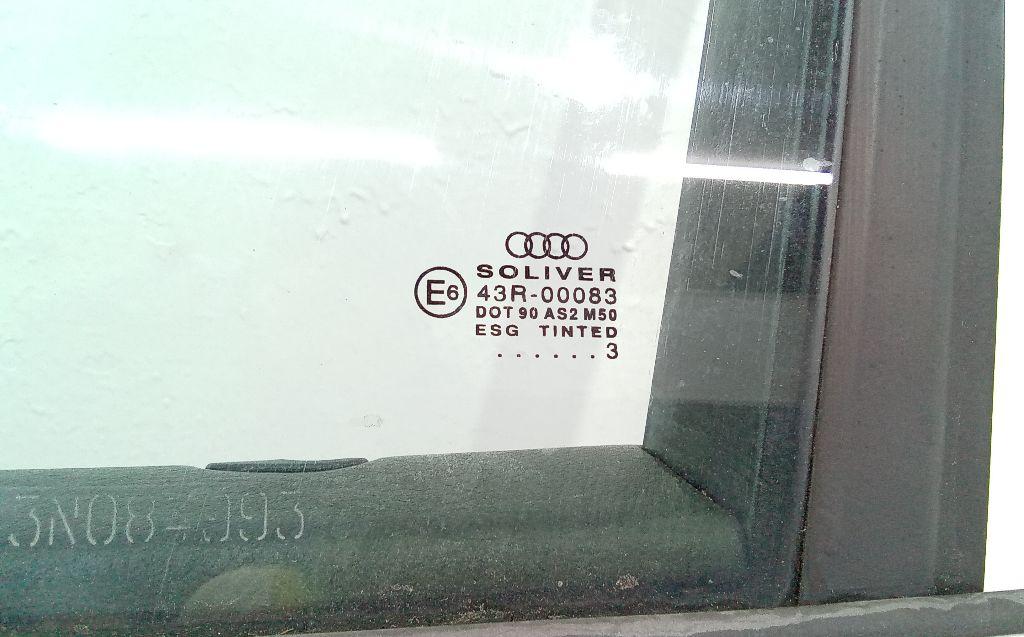 SOLIVER
E6
43R-00083
DOT 90 AS2 M50
ESG TINTED
. . . . . . 3